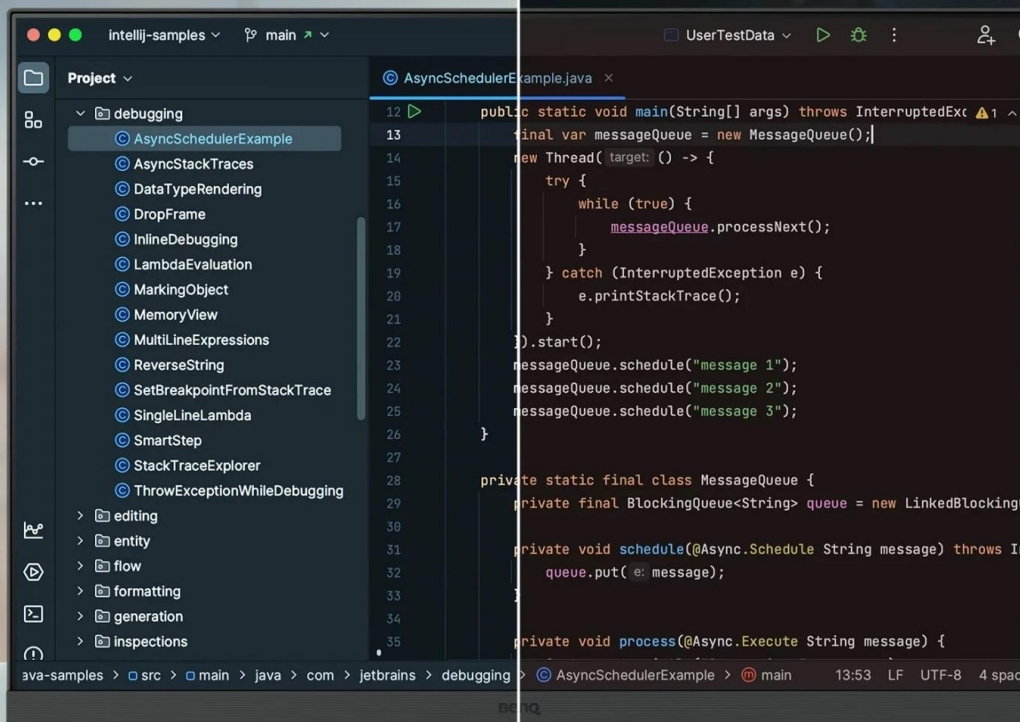 intellij-samples
main
UserTestData
Project
AsyncSchedulerExample.java
debugging
AsyncSchedulerExample
AsyncStackTraces
DataTypeRendering
DropFrame
InlineDebugging
LambdaEvaluation
MarkingObject
MemoryView
MultiLineExpressions
ReverseString
SetBreakpointFromStackTrace
SingleLineLambda
SmartStep
StackTraceExplorer
ThrowExceptionWhileDebugging
editing
entity
flow
formatting
generation
inspections
12 public static void main(String[] args) throws InterruptedExc 1
13 final var messageQueue = new MessageQueue();
14 new Thread( target: () -> {
15 try {
16 while (true) {
17 messageQueue.processNext();
18 }
19 } catch (InterruptedException e) {
20 e.printStackTrace();
21 }
22 }).start();
23 messageQueue.schedule("message 1");
24 messageQueue.schedule("message 2");
25 messageQueue.schedule("message 3");
26 }
27
28 private static final class MessageQueue {
29 private final BlockingQueue<String> queue = new LinkedBlocking
30
31 private void schedule(@Async.Schedule String message) throws I
32 queue.put( e: message);
33 }
34
35 private void process(@Async.Execute String message) {
ava-samples > src > main > java > com > jetbrains > debugging > AsyncSchedulerExample > main 13:53 LF UTF-8 4 spac
BenQ